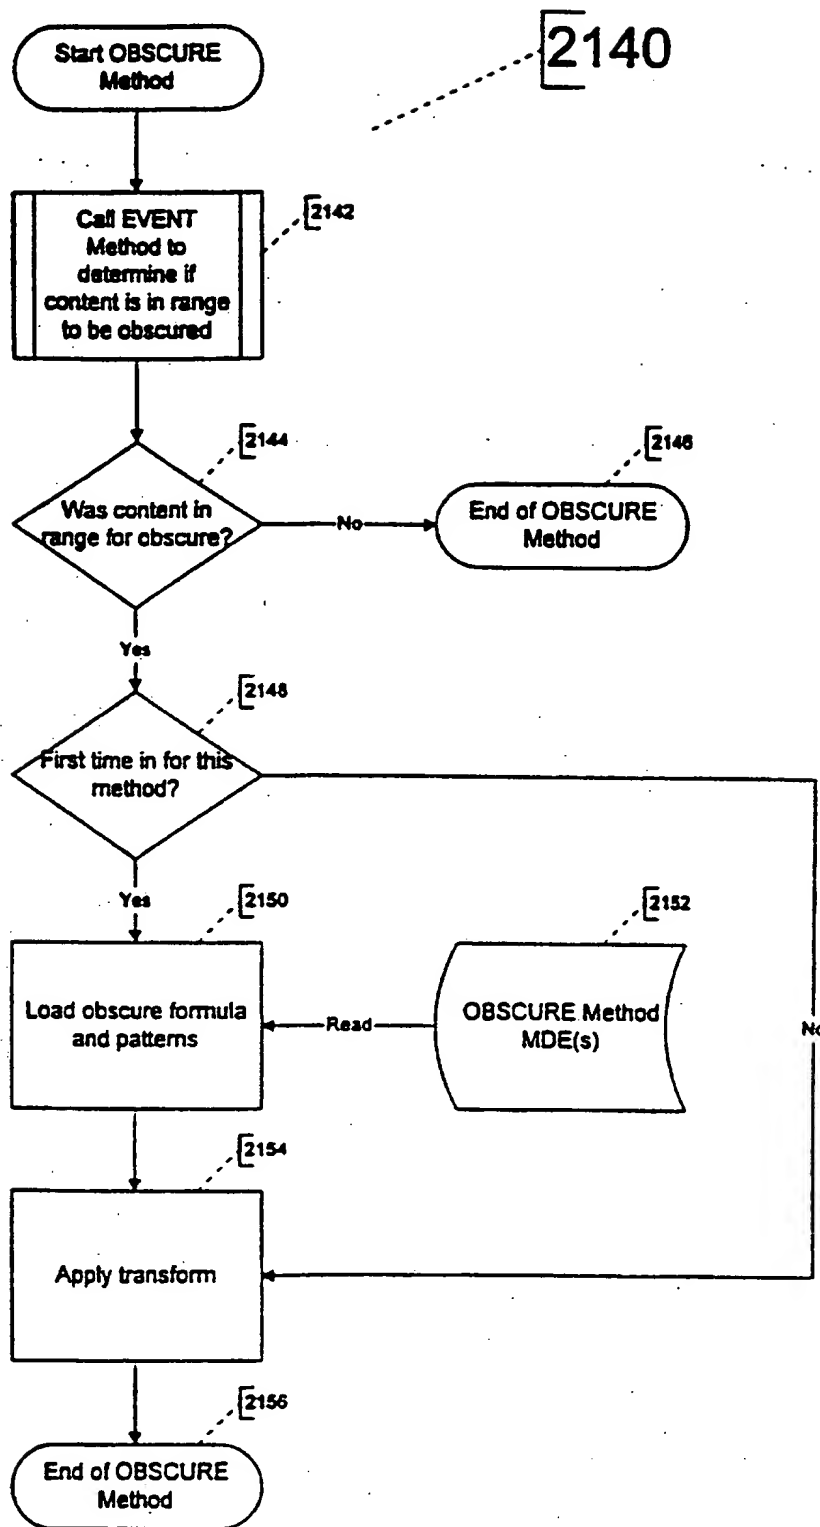 Start OBSCURE
Method
2140
Call EVENT
Method to
determine if
content is in range
to be obscured
2142
2144
Was content in
range for obscure?
No
2146
End of OBSCURE
Method
Yes
2148
First time in for this
method?
Yes
2150
Load obscure formula
and patterns
Read
2152
OBSCURE Method
MDE(s)
No
2154
Apply transform
2156
End of OBSCURE
Method